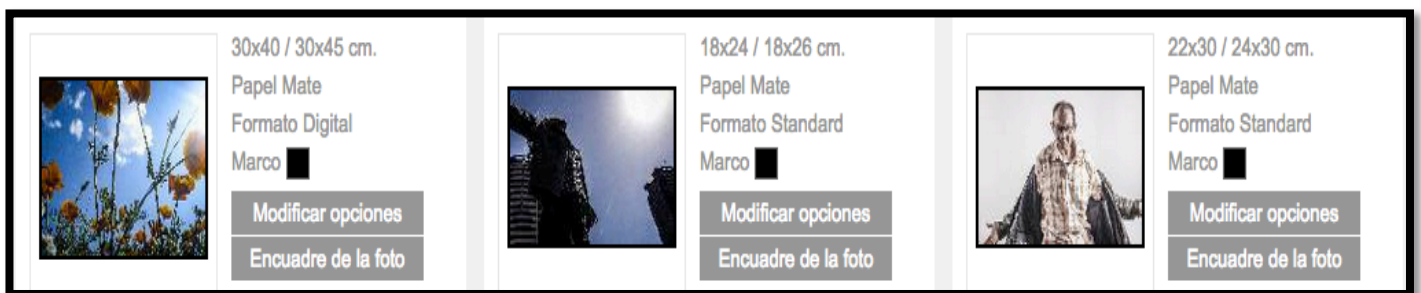 30x40 / 30x45 cm.
Papel Mate
Formato Digital
Marco
Modificar opciones
Encuadre de la foto
18x24 / 18x26 cm.
Papel Mate
Formato Standard
Marco
Modificar opciones
Encuadre de la foto
22x30 / 24x30 cm.
Papel Mate
Formato Standard
Marco
Modificar opciones
Encuadre de la foto